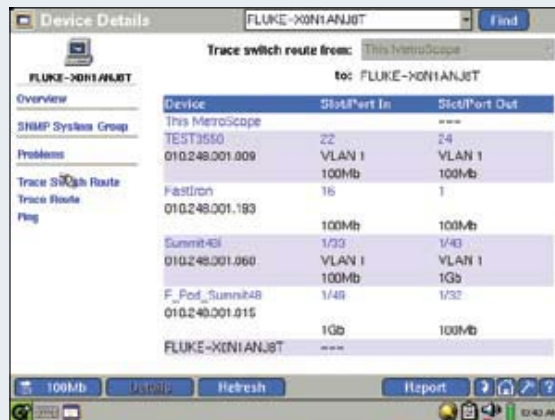 Device Details
FLUKE-X0N1ANJ8T
Find
FLUKE-X0N1ANJ8T
Overview
SNMP System Group
Problems
Trace Switch Route
Trace Route
Ping
Trace switch route from: This MetroScope
to: FLUKE-X0N1ANJ8T
Device Slot/Port In Slot/Port Out
This MetroScope ---
TEST3550 22 24
010.248.001.009 VLAN 1 VLAN 1
100Mb 100Mb
FastIron 16 1
010.248.001.193
100Mb 100Mb
Summit48i 1/33 1/49
010.248.001.060 VLAN 1 VLAN 1
100Mb 1Gb
F_Pod_Summit48 1/49 1/32
010.248.001.015
1Gb 100Mb
FLUKE-X0N1ANJ8T ---
100Mb Details Refresh Report ?